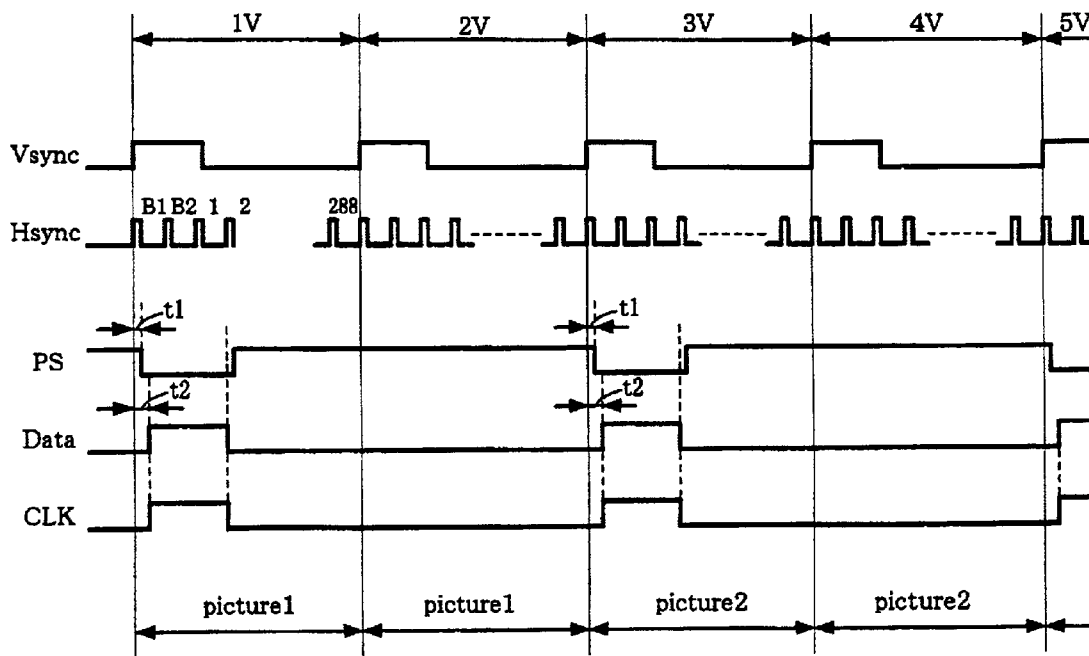 1V 2V 3V 4V 5V
Vsync
B1 B2 1 2 288
Hsync
t1 t1
PS
t2 t2
Data
CLK
picture1 picture1 picture2 picture2